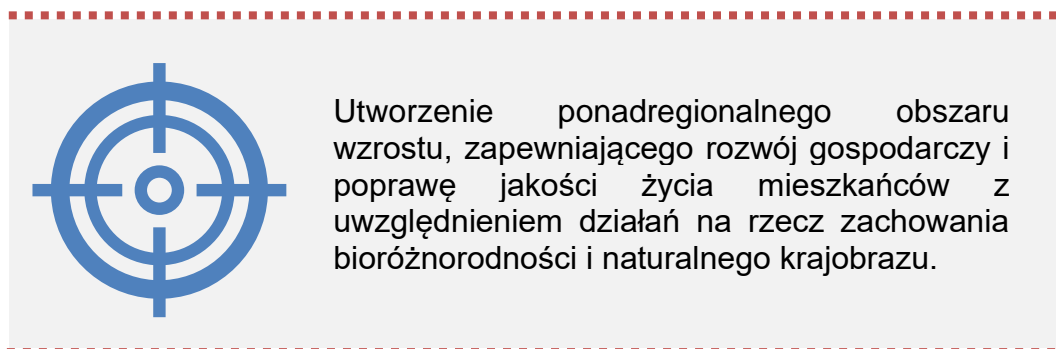 Utworzenie ponadregionalnego obszaru
wzrostu, zapewniającego rozwój gospodarczy i
poprawę jakości życia mieszkańców z
uwzględnieniem działań na rzecz zachowania
bioróżnorodności i naturalnego krajobrazu.